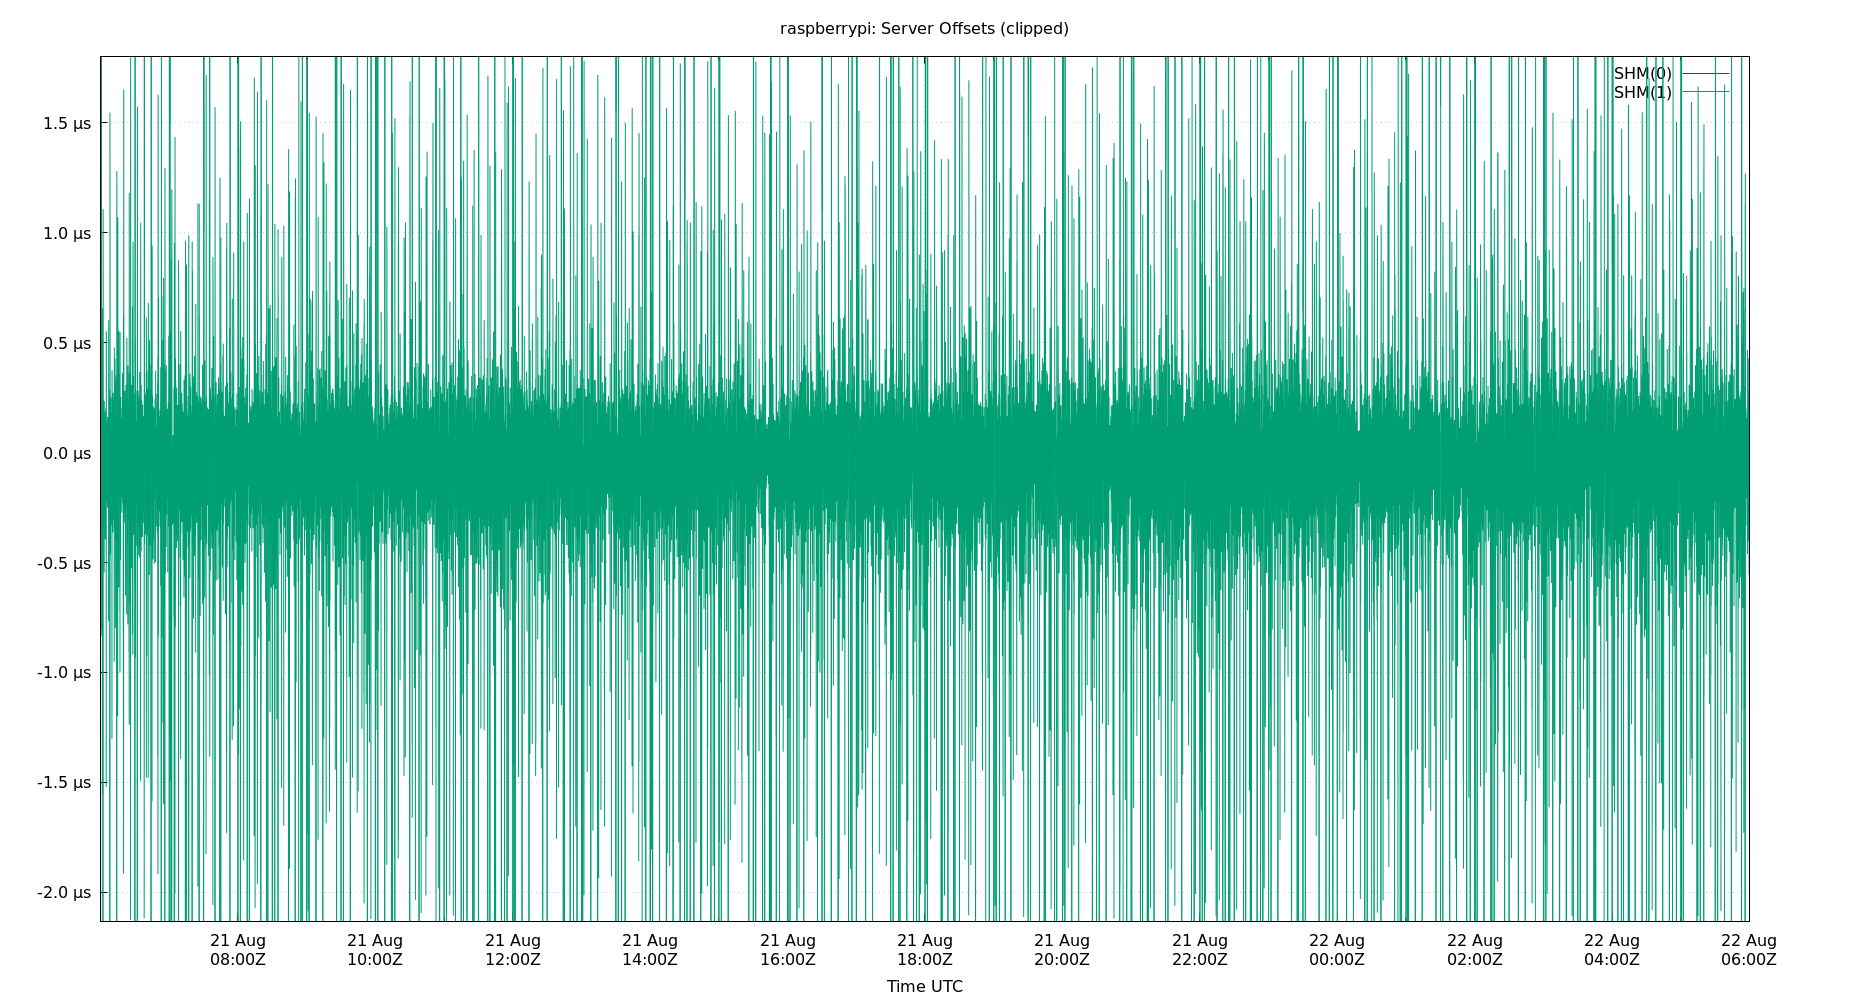 raspberrypi: Server Offsets (clipped)
SHM(0)
SHM(1)
1.5 µs
1.0 µs
0.5 µs
0.0 µs
-0.5 µs
-1.0 µs
-1.5 µs
-2.0 µs
21 Aug 21 Aug 21 Aug 21 Aug 21 Aug 21 Aug 21 Aug 21 Aug 22 Aug 22 Aug 22 Aug 22 Aug
08:00Z 10:00Z 12:00Z 14:00Z 16:00Z 18:00Z 20:00Z 22:00Z 00:00Z 02:00Z 04:00Z 06:00Z
Time UTC